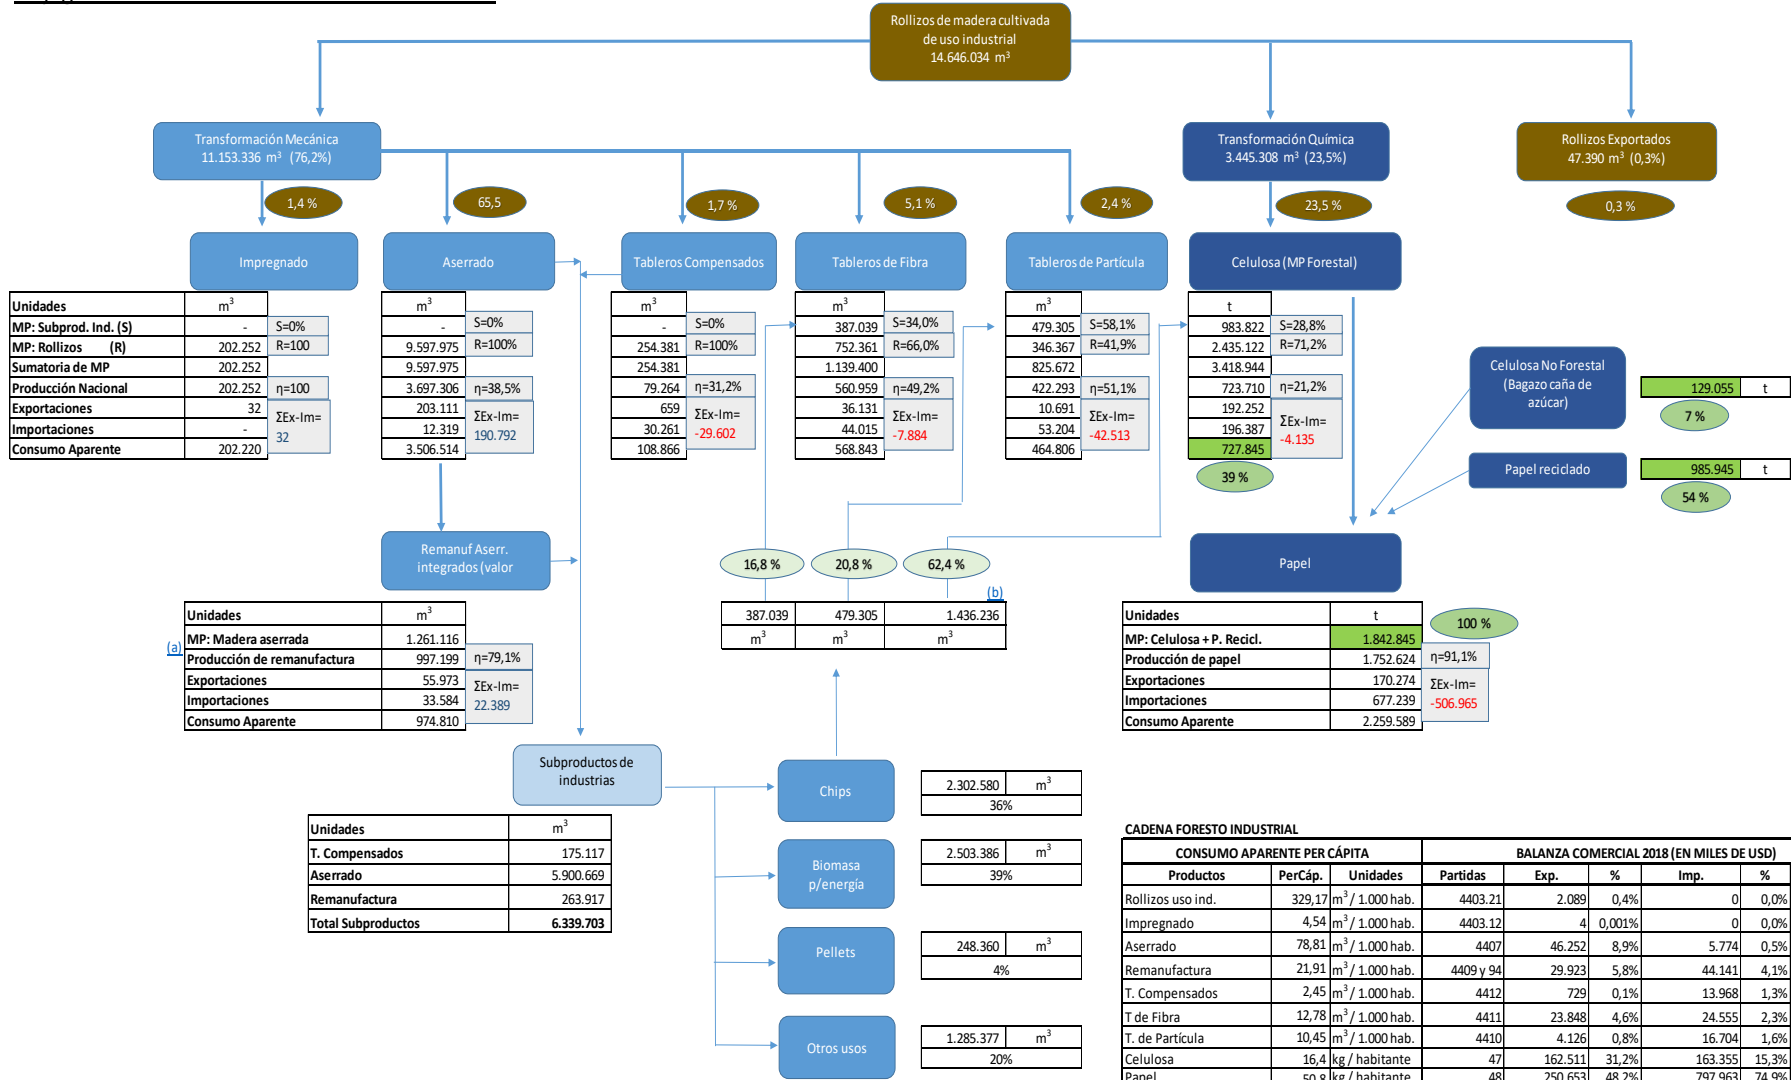 Rollizos de madera cultivada
de uso industrial
14.646.034 m³
Transformación Mecánica
11.153.336 m³ (76,2%)
Transformación Química
3.445.308 m³ (23,5%)
Rollizos Exportados
47.390 m³ (0,3%)
1,4 %
65,5
1,7 %
5,1 %
2,4 %
23,5 %
0,3 %
Impregnado
Aserrado
Tableros Compensados
Tableros de Fibra
Tableros de Partícula
Celulosa (MP Forestal)
Unidades m³ m³ m³ m³ m³ t
MP: Subprod. Ind. (S) - S=0% - S=0% - S=0% 387.039 S=34,0% 479.305 S=58,1% 983.822 S=28,8%
MP: Rollizos (R) 202.252 R=100 9.597.975 R=100% 254.381 R=100% 752.361 R=66,0% 346.367 R=41,9% 2.435.122 R=71,2%
Sumatoria de MP 202.252 9.597.975 254.381 1.139.400 825.672 3.418.944
Producción Nacional 202.252 η=100 3.697.306 η=38,5% 79.264 η=31,2% 560.959 η=49,2% 422.293 η=51,1% 723.710 η=21,2%
Exportaciones 32 ΣEx-Im= 203.111 ΣEx-Im= 659 ΣEx-Im= 36.131 ΣEx-Im= 10.691 ΣEx-Im= 192.252 ΣEx-Im=
Importaciones - 32 12.319 190.792 30.261 -29.602 44.015 -7.884 53.204 -42.513 196.387 -4.135
Consumo Aparente 202.220 3.506.514 108.866 568.843 464.806 727.845
39 %
Celulosa No Forestal
(Bagazo caña de
azúcar)
129.055 t
7 %
Papel reciclado
985.945 t
54 %
Remanuf Aserr.
integrados (valor
16,8 %
20,8 %
62,4 %
(b)
387.039 479.305 1.436.236
m³ m³ m³
Papel
(a)
Unidades m³
MP: Madera aserrada 1.261.116
Producción de remanufactura 997.199 η=79,1%
Exportaciones 55.973 ΣEx-Im=
Importaciones 33.584 22.389
Consumo Aparente 974.810
Unidades t
100 %
MP: Celulosa + P. Recicl. 1.842.845
Producción de papel 1.752.624 η=91,1%
Exportaciones 170.274 ΣEx-Im=
Importaciones 677.239 -506.965
Consumo Aparente 2.259.589
Subproductos de
industrias
Unidades m³
T. Compensados 175.117
Aserrado 5.900.669
Remanufactura 263.917
Total Subproductos 6.339.703
Chips
2.302.580 m³
36%
Biomasa
p/energía
2.503.386 m³
39%
Pellets
248.360 m³
4%
Otros usos
1.285.377 m³
20%
CADENA FORESTO INDUSTRIAL
CONSUMO APARENTE PER CÁPITA BALANZA COMERCIAL 2018 (EN MILES DE USD)
Productos PerCáp. Unidades Partidas Exp. % Imp. %
Rollizos uso ind. 329,17 m³ / 1.000 hab. 4403.21 2.089 0,4% 0 0,0%
Impregnado 4,54 m³ / 1.000 hab. 4403.12 4 0,001% 0 0,0%
Aserrado 78,81 m³ / 1.000 hab. 4407 46.252 8,9% 5.774 0,5%
Remanufactura 21,91 m³ / 1.000 hab. 4409 y 94 29.923 5,8% 44.141 4,1%
T. Compensados 2,45 m³ / 1.000 hab. 4412 729 0,1% 13.968 1,3%
T de Fibra 12,78 m³ / 1.000 hab. 4411 23.848 4,6% 24.555 2,3%
T. de Partícula 10,45 m³ / 1.000 hab. 4410 4.126 0,8% 16.704 1,6%
Celulosa 16,4 kg / habitante 47 162.511 31,2% 163.355 15,3%
Papel 50,8 kg / habitante 48 250.653 48,2% 797.963 74,9%